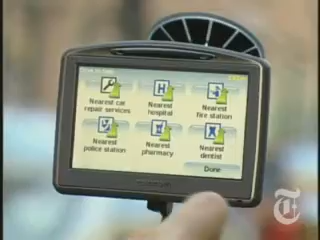 Nearest car
repair services
Nearest
hospital
Nearest
fire station
Nearest
police station
Nearest
pharmacy
Nearest
dentist
Done